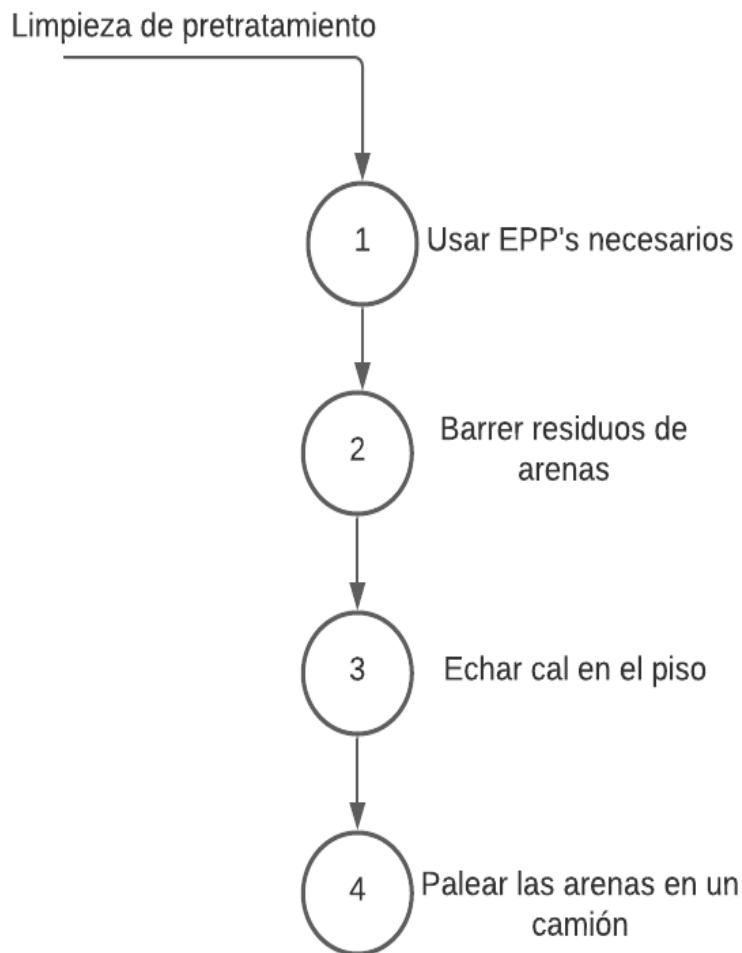 Limpieza de pretratamiento
1
Usar EPP's necesarios
2
Barrer residuos de
arenas
3
Echar cal en el piso
4
Palear las arenas en un
camión